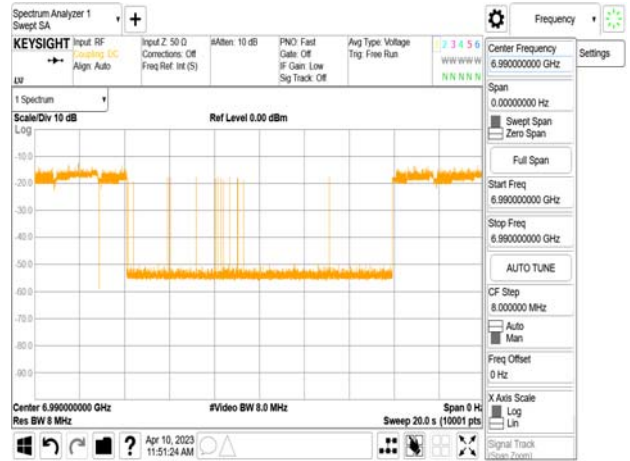 Spectrum Analyzer 1
Swept SA
Frequency
KEYSIGHT
Input: RF
Coupling: DC
Align: Auto
Input Z: 50 Ω
Corrections: Off
Freq Ref: Int (S)
#Atten: 10 dB
PNO: Fast
Gate: Off
IF Gain: Low
Sig Track: Off
Avg Type: Voltage
Trig: Free Run
2 3 4 5 6
W W W W W
N N N N N
LXI
Center Frequency
6.990000000 GHz
Settings
Span
0.00000000 Hz
Swept Span
Zero Span
Full Span
Start Freq
6.990000000 GHz
Stop Freq
6.990000000 GHz
AUTO TUNE
CF Step
8.000000 MHz
Auto
Man
Freq Offset
0 Hz
X Axis Scale
Log
Lin
Signal Track
(Span Zoom)
1 Spectrum
Scale/Div 10 dB
Ref Level 0.00 dBm
Log
-10.0
-20.0
-30.0
-40.0
-50.0
-60.0
-70.0
-80.0
-90.0
Center 6.990000000 GHz
#Video BW 8.0 MHz
Span 0 Hz
Res BW 8 MHz
Sweep 20.0 s (10001 pts
?
Apr 10, 2023
11:51:24 AM